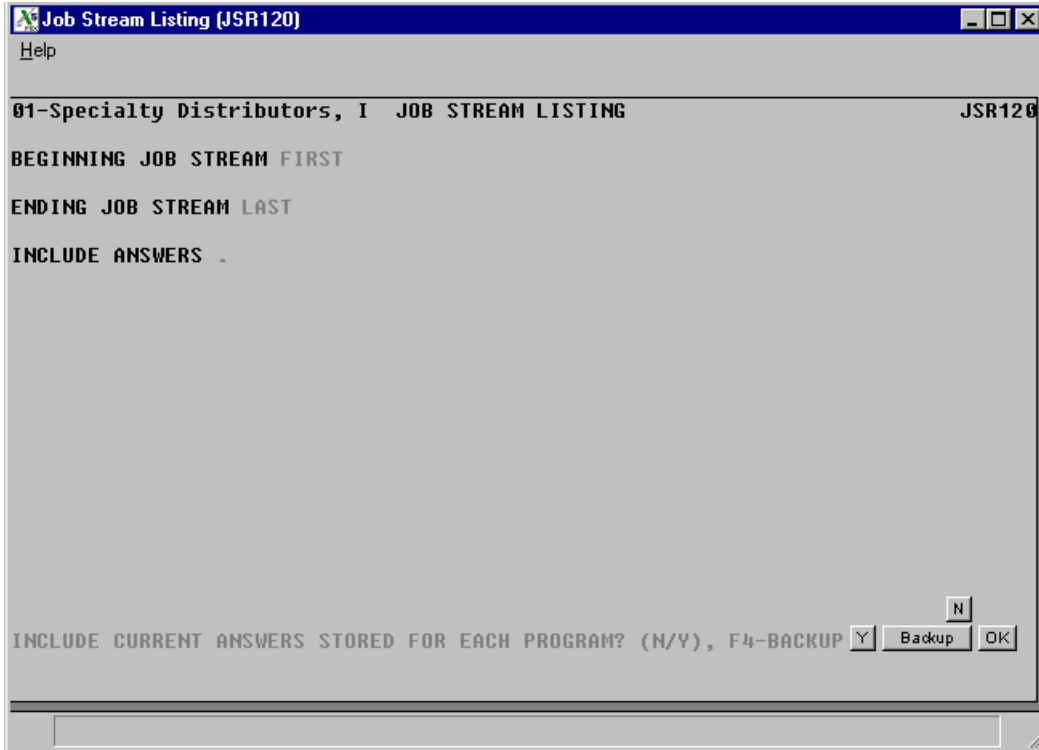 Job Stream Listing (JSR120)
Help
01-Specialty Distributors, I JOB STREAM LISTING JSR120
BEGINNING JOB STREAM FIRST
ENDING JOB STREAM LAST
INCLUDE ANSWERS .
N
INCLUDE CURRENT ANSWERS STORED FOR EACH PROGRAM? (N/Y), F4-BACKUP Y Backup OK